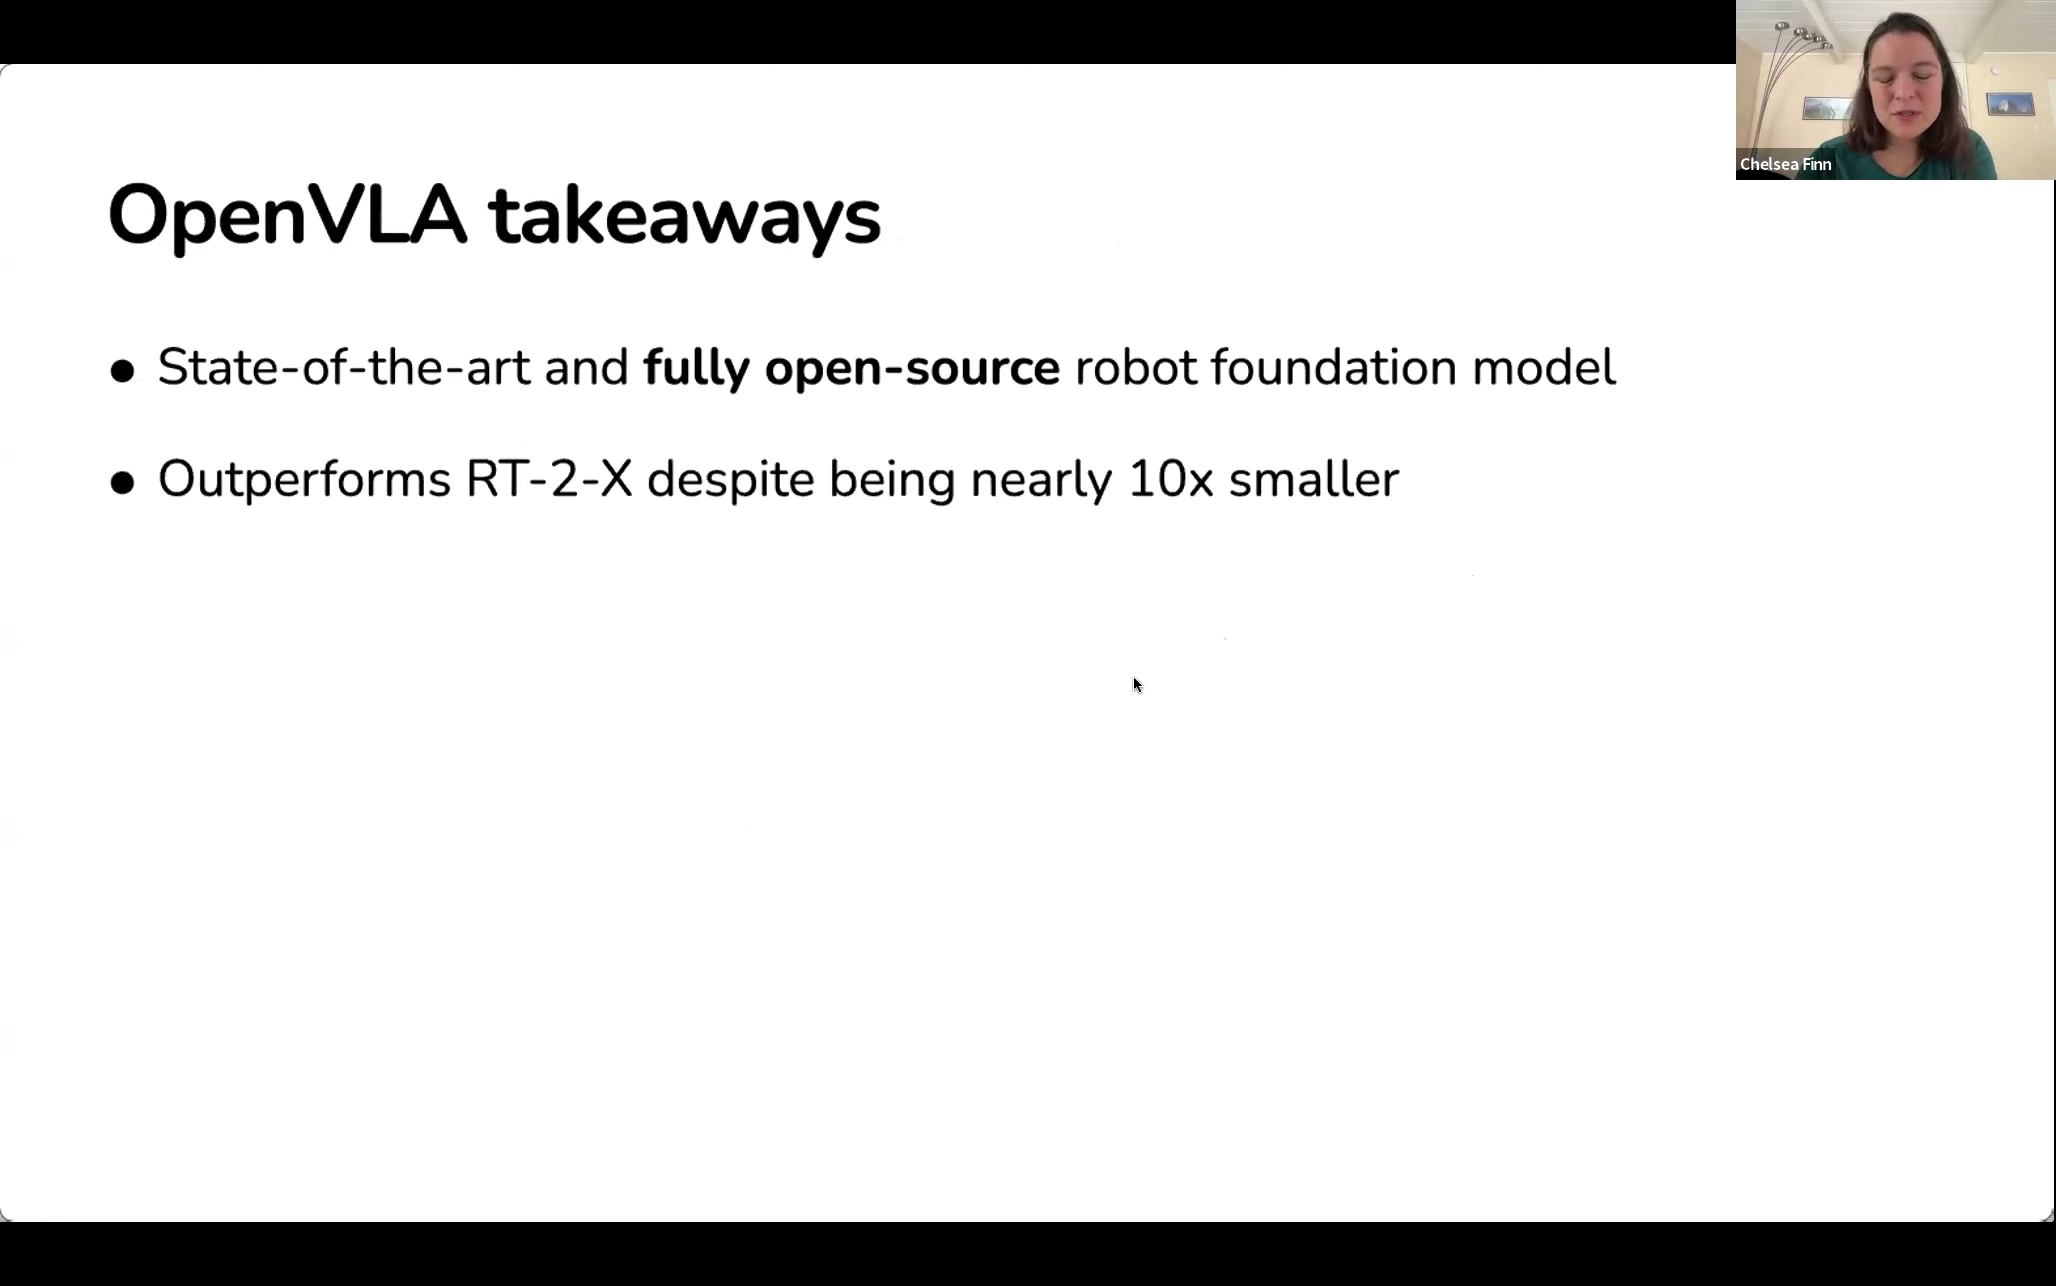 Chelsea Finn
OpenVLA takeaways
● State-of-the-art and fully open-source robot foundation model
● Outperforms RT-2-X despite being nearly 10x smaller